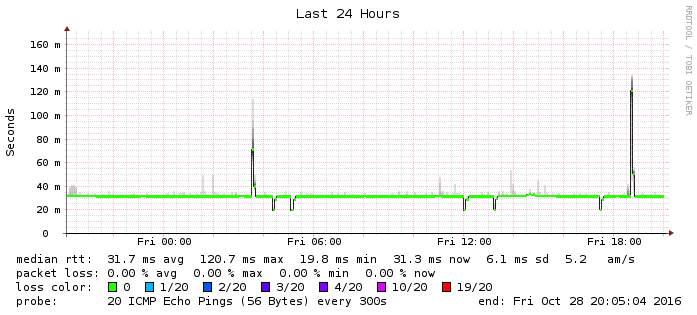 Last 24 Hours
RRDTOOL / TOBI OETIKER
Seconds
160 m
140 m
120 m
100 m
80 m
60 m
40 m
20 m
0
Fri 00:00 Fri 06:00 Fri 12:00 Fri 18:00
median rtt: 31.7 ms avg 120.7 ms max 19.8 ms min 31.3 ms now 6.1 ms sd 5.2 am/s
packet loss: 0.00 % avg 0.00 % max 0.00 % min 0.00 % now
loss color: 0 1/20 2/20 3/20 4/20 10/20 19/20
probe: 20 ICMP Echo Pings (56 Bytes) every 300s end: Fri Oct 28 20:05:04 2016